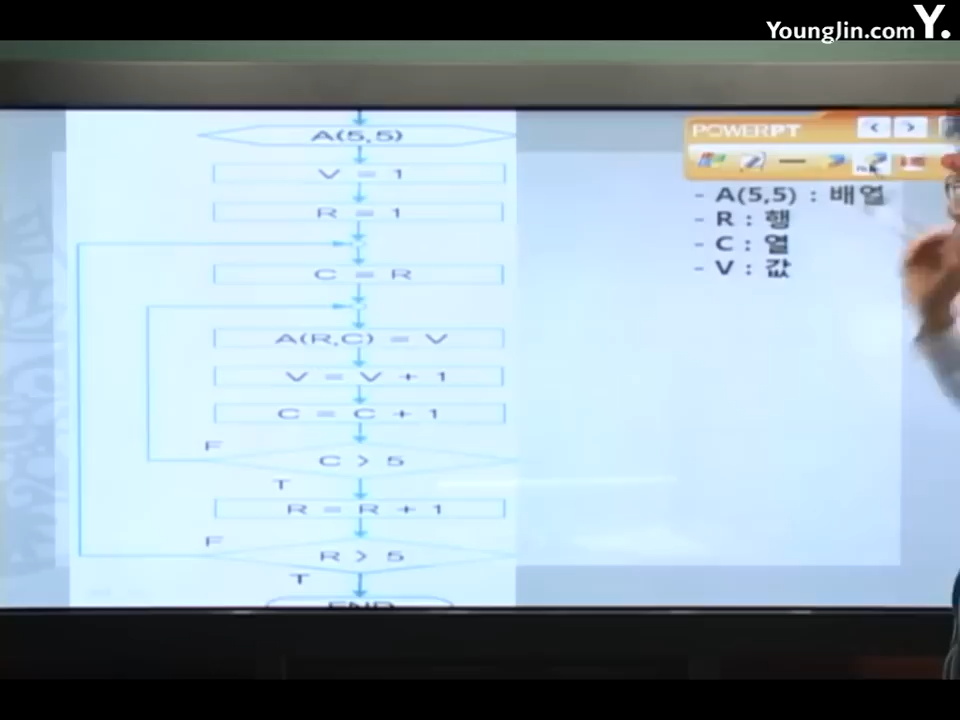 YoungJin.com Y.
A(5,5)
V = 1
R = 1
C = R
A(R,C) = V
V = V + 1
C = C + 1
F
C > 5
T
R = R + 1
F
R > 5
T
END
POWERPT
- A(5,5) : 배열
- R : 행
- C : 열
- V : 값